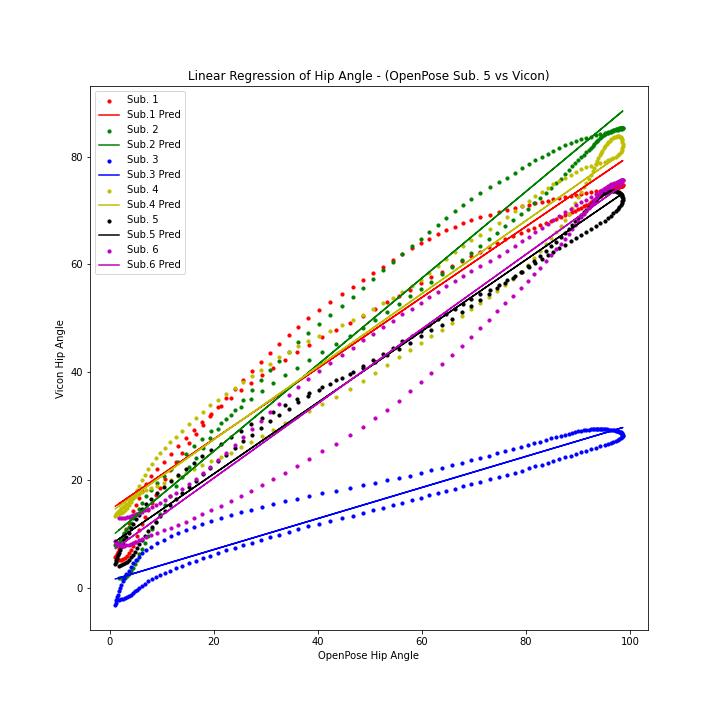 Linear Regression of Hip Angle - (OpenPose Sub. 5 vs Vicon)
Sub. 1
Sub.1 Pred
Sub. 2
Sub.2 Pred
Sub. 3
Sub.3 Pred
Sub. 4
Sub.4 Pred
Sub. 5
Sub.5 Pred
Sub. 6
Sub.6 Pred
Vicon Hip Angle
80
60
40
20
0
0 20 40 60 80 100
OpenPose Hip Angle